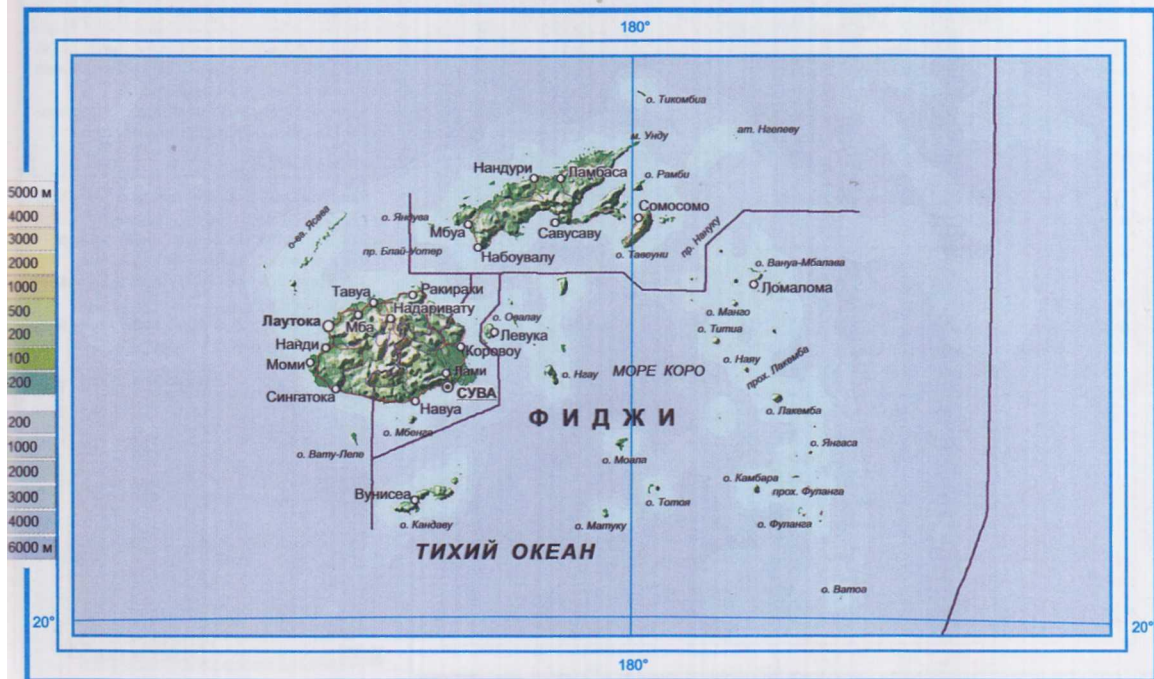 180°
о. Тикомбиа
м. Унду
ат. Нгелеву
Нандури
Ламбаса
о. Рамби
5000 м
4000
3000
2000
1000
500
200
100
200
200
1000
2000
3000
4000
6000 м
о-ва. Ясава
о. Яндува
Мбуа
Савусаву
Сомосомо
пр. Нануку
пр. Блай-Уотер
Набоувалу
о. Тавеуни
о. Вануа-Мбалаву
Ломалома
Тавуа
Ракираки
Надаривату
Лаутока
Мба
о. Овалау
Левука
о. Манго
о. Титиа
Нанди
Моми
Коровоу
Лами
СУВА
о. Нгау
МОРЕ КОРО
о. Наяу
прох. Лакемба
о. Лакемба
Сингатока
Навуа
ФИДЖИ
о. Мбенга
о. Вату-Леле
о. Моала
о. Янгаса
Вунисеа
о. Кандаву
о. Тотоя
о. Камбара
прох. Фуланга
о. Матуку
о. Фуланга
ТИХИЙ ОКЕАН
о. Ватоа
20°
20°
180°